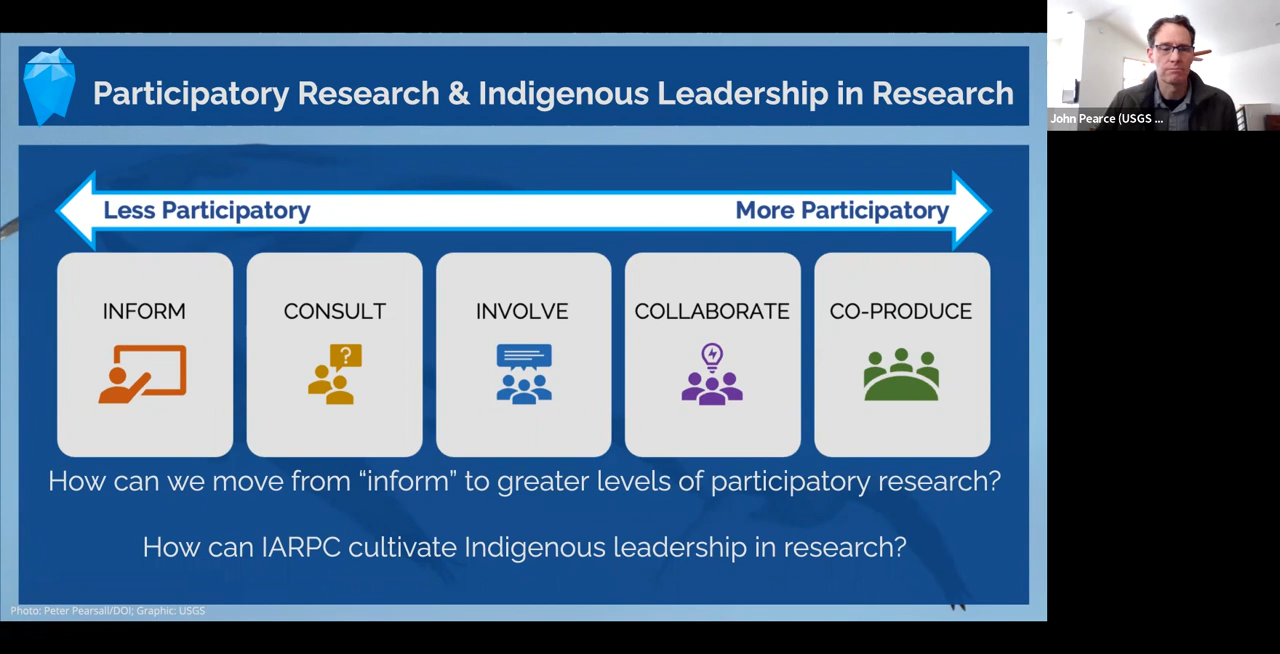 Participatory Research & Indigenous Leadership in Research
Less Participatory
More Participatory
INFORM
CONSULT
?
INVOLVE
COLLABORATE
CO-PRODUCE
How can we move from “inform” to greater levels of participatory research?
How can IARPC cultivate Indigenous leadership in research?
Photo: Peter Pearsall/DOI; Graphic: USGS
John Pearce (USGS ...